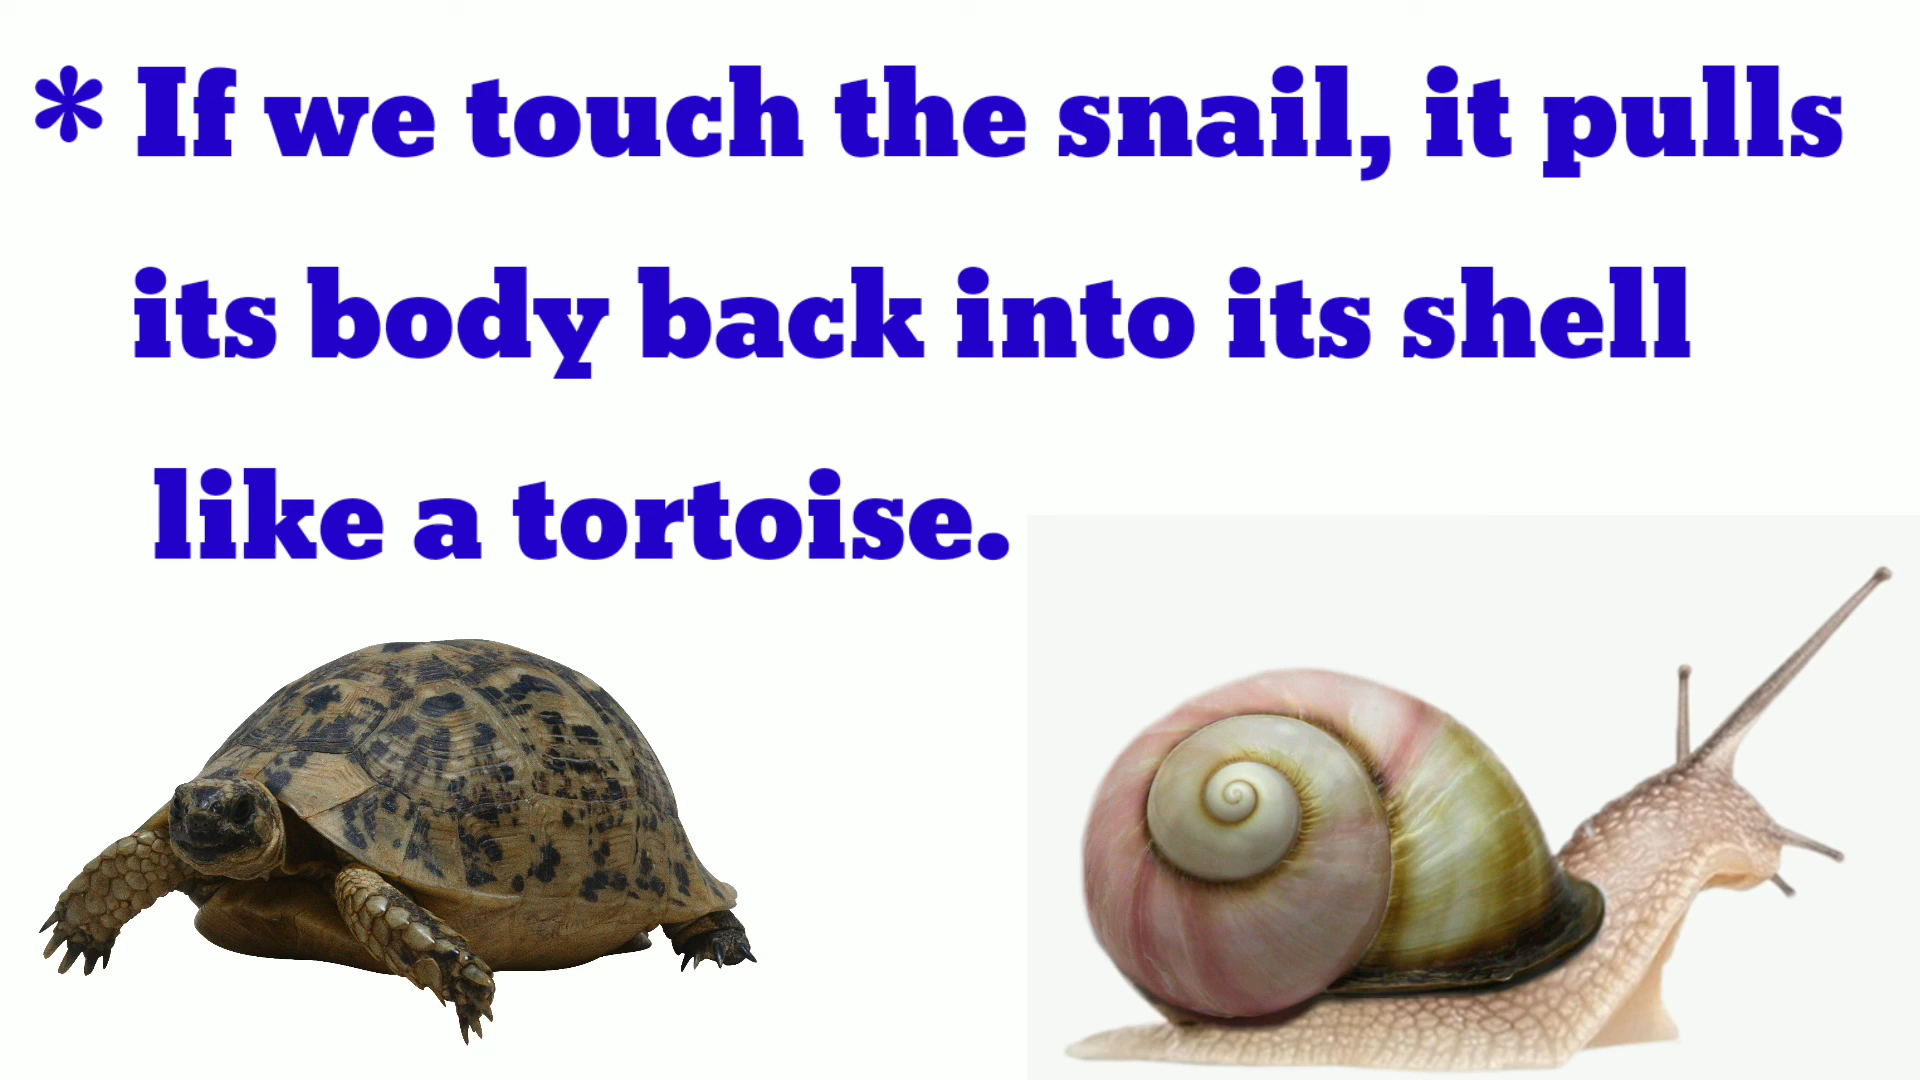 * If we touch the snail, it pulls
its body back into its shell
like a tortoise.